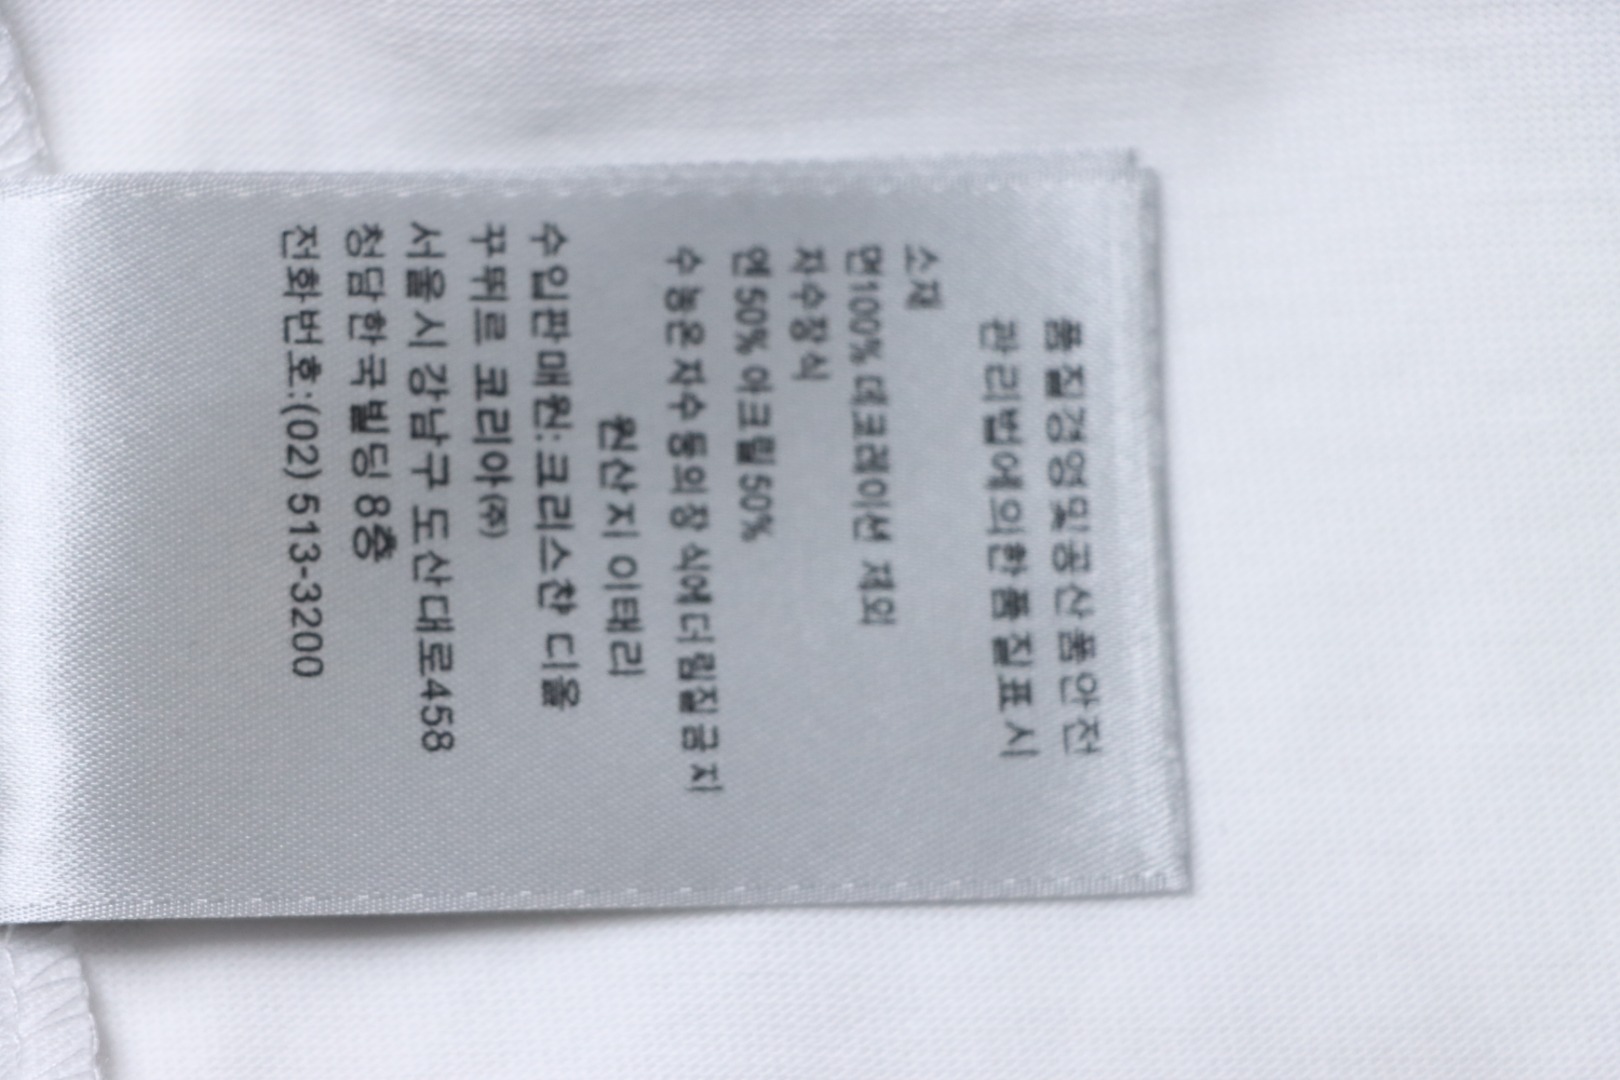 품질경영및공산품안전
관리법에의한품질표시
소재
면100% 데코레이션 제외
자수장식
면50% 아크릴50%
수놓은자수등의장식에더림질금지
원산지 이태리
수입판매원:크리스챤 디올
꾸뛰르 코리아㈜
서울시 강남구 도산대로458
청담한국빌딩 8층
전화번호:(02) 513-3200